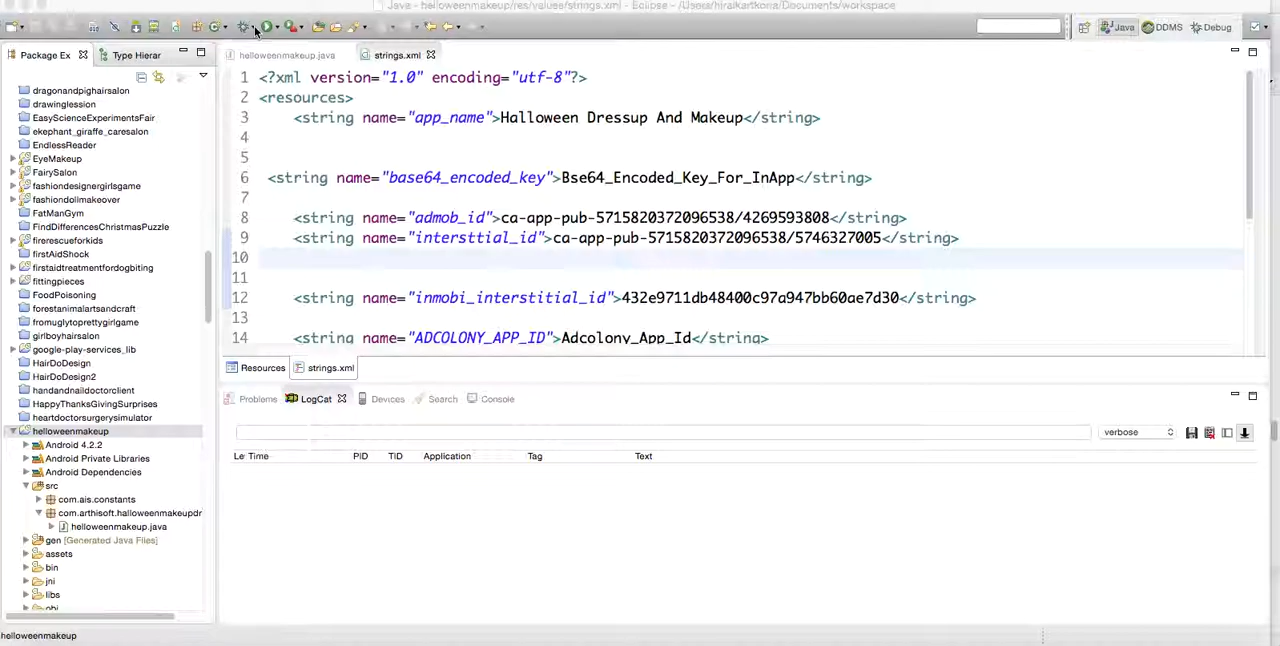 Java - helloweenmakeup/res/values/strings.xml - Eclipse - /Users/hiralkartkoria/Documents/workspace
Java
DDMS
Debug
Package Ex
Type Hierar
helloweenmakeup.java
strings.xml
dragonandpighairsalon
drawinglession
EasyScienceExperimentsFair
ekephant_giraffe_caresalon
EndlessReader
EyeMakeup
FairySalon
fashiondesignergirlsgame
fashiondollmakeover
FatManGym
FindDifferencesChristmasPuzzle
firerescueforkids
firstAidShock
firstaidtreatmentfordogbiting
fittingpieces
FoodPoisoning
forestanimalartsandcraft
fromuglytoprettygirlgame
girlboyhairsalon
google-play-services_lib
HairDoDesign
HairDoDesign2
handandnaildoctorclient
HappyThanksGivingSurprises
heartdoctorsurgerysimulator
helloweenmakeup
Android 4.2.2
Android Private Libraries
Android Dependencies
src
com.ais.constants
com.arthisoft.halloweenmakeupdr
helloweenmakeup.java
gen [Generated Java Files]
assets
bin
jni
libs
obj
1 <?xml version="1.0" encoding="utf-8"?>
2 <resources>
3 <string name="app_name">Halloween Dressup And Makeup</string>
4
5
6 <string name="base64_encoded_key">Bse64_Encoded_Key_For_InApp</string>
7
8 <string name="admob_id">ca-app-pub-5715820372096538/4269593808</string>
9 <string name="intersttial_id">ca-app-pub-5715820372096538/5746327005</string>
10
11
12 <string name="inmobi_interstitial_id">432e9711db48400c97a947bb60ae7d30</string>
13
14 <string name="ADCOLONY_APP_ID">Adcolony_App_Id</string>
Resources
strings.xml
Problems
LogCat
Devices
Search
Console
verbose
Le Time PID TID Application Tag Text
helloweenmakeup